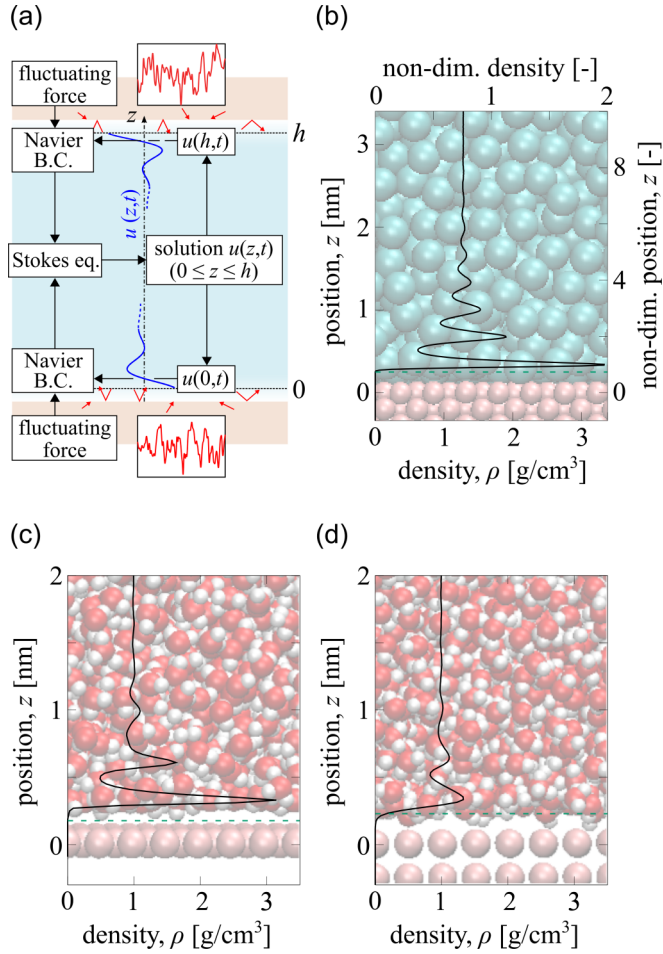 (a)
fluctuating
force
z
h
Navier
B.C.
u(h,t)
u (z,t)
Stokes eq.
solution u(z,t)
(0 ≤ z ≤ h)
Navier
B.C.
u(0,t)
0
fluctuating
force
(b)
non-dim. density [-]
0 1 2
position, z [nm]
3
2
1
0
non-dim. position, z [-]
8
4
0
0 1 2 3
density, ρ [g/cm³]
(c)
position, z [nm]
2
1
0
0 1 2 3
density, ρ [g/cm³]
(d)
position, z [nm]
2
1
0
0 1 2 3
density, ρ [g/cm³]